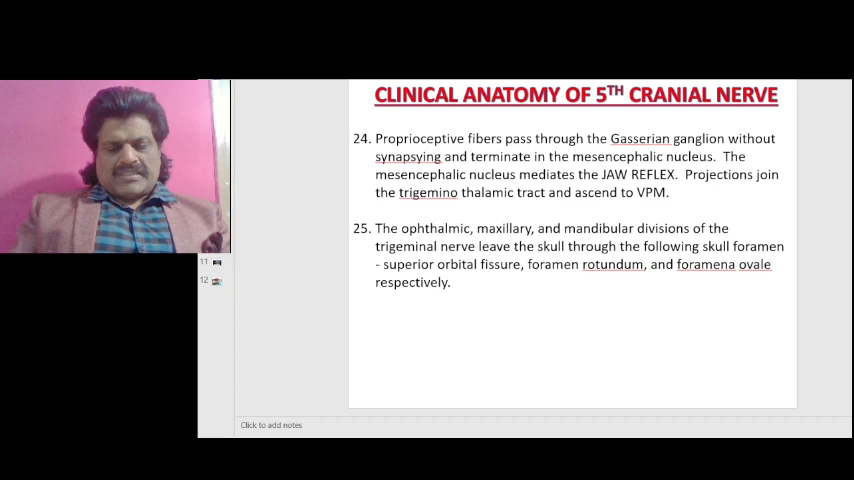 CLINICAL ANATOMY OF 5TH CRANIAL NERVE
24. Proprioceptive fibers pass through the Gasserian ganglion without
synapsying and terminate in the mesencephalic nucleus. The
mesencephalic nucleus mediates the JAW REFLEX. Projections join
the trigemino thalamic tract and ascend to VPM.
25. The ophthalmic, maxillary, and mandibular divisions of the
trigeminal nerve leave the skull through the following skull foramen
- superior orbital fissure, foramen rotundum, and foramena ovale
respectively.
11
12
Click to add notes